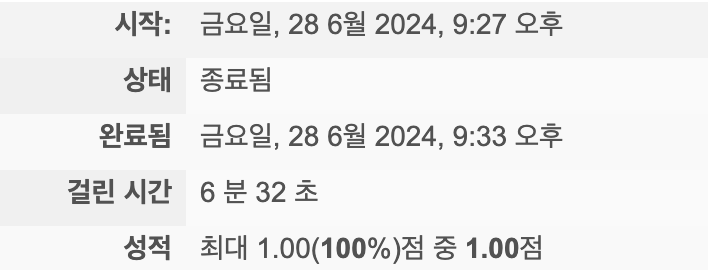 시작: 금요일, 28 6월 2024, 9:27 오후
상태 종료됨
완료됨 금요일, 28 6월 2024, 9:33 오후
걸린 시간 6 분 32 초
성적 최대 1.00(100%)점 중 1.00점